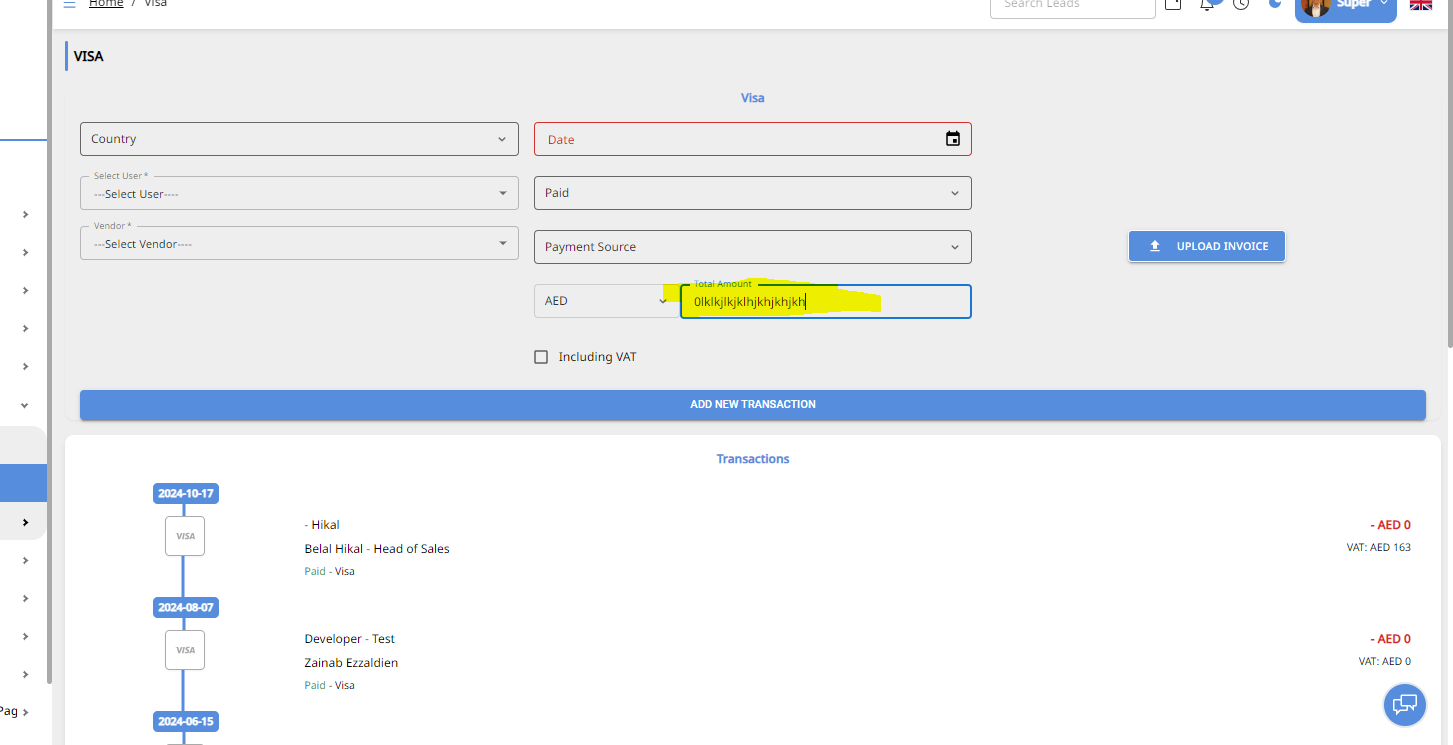 Home / Visa
Search Leads
Super
VISA
Visa
Country
Date
Select User *
---Select User----
Paid
Vendor *
---Select Vendor----
Payment Source
UPLOAD INVOICE
Total Amount
AED
0lklkjlkjklhjkhjkhjkh
Including VAT
ADD NEW TRANSACTION
Transactions
2024-10-17
VISA
- Hikal
- AED 0
Belal Hikal - Head of Sales
VAT: AED 163
Paid - Visa
2024-08-07
VISA
Developer - Test
- AED 0
Zainab Ezzaldien
VAT: AED 0
Paid - Visa
Pag
2024-06-15